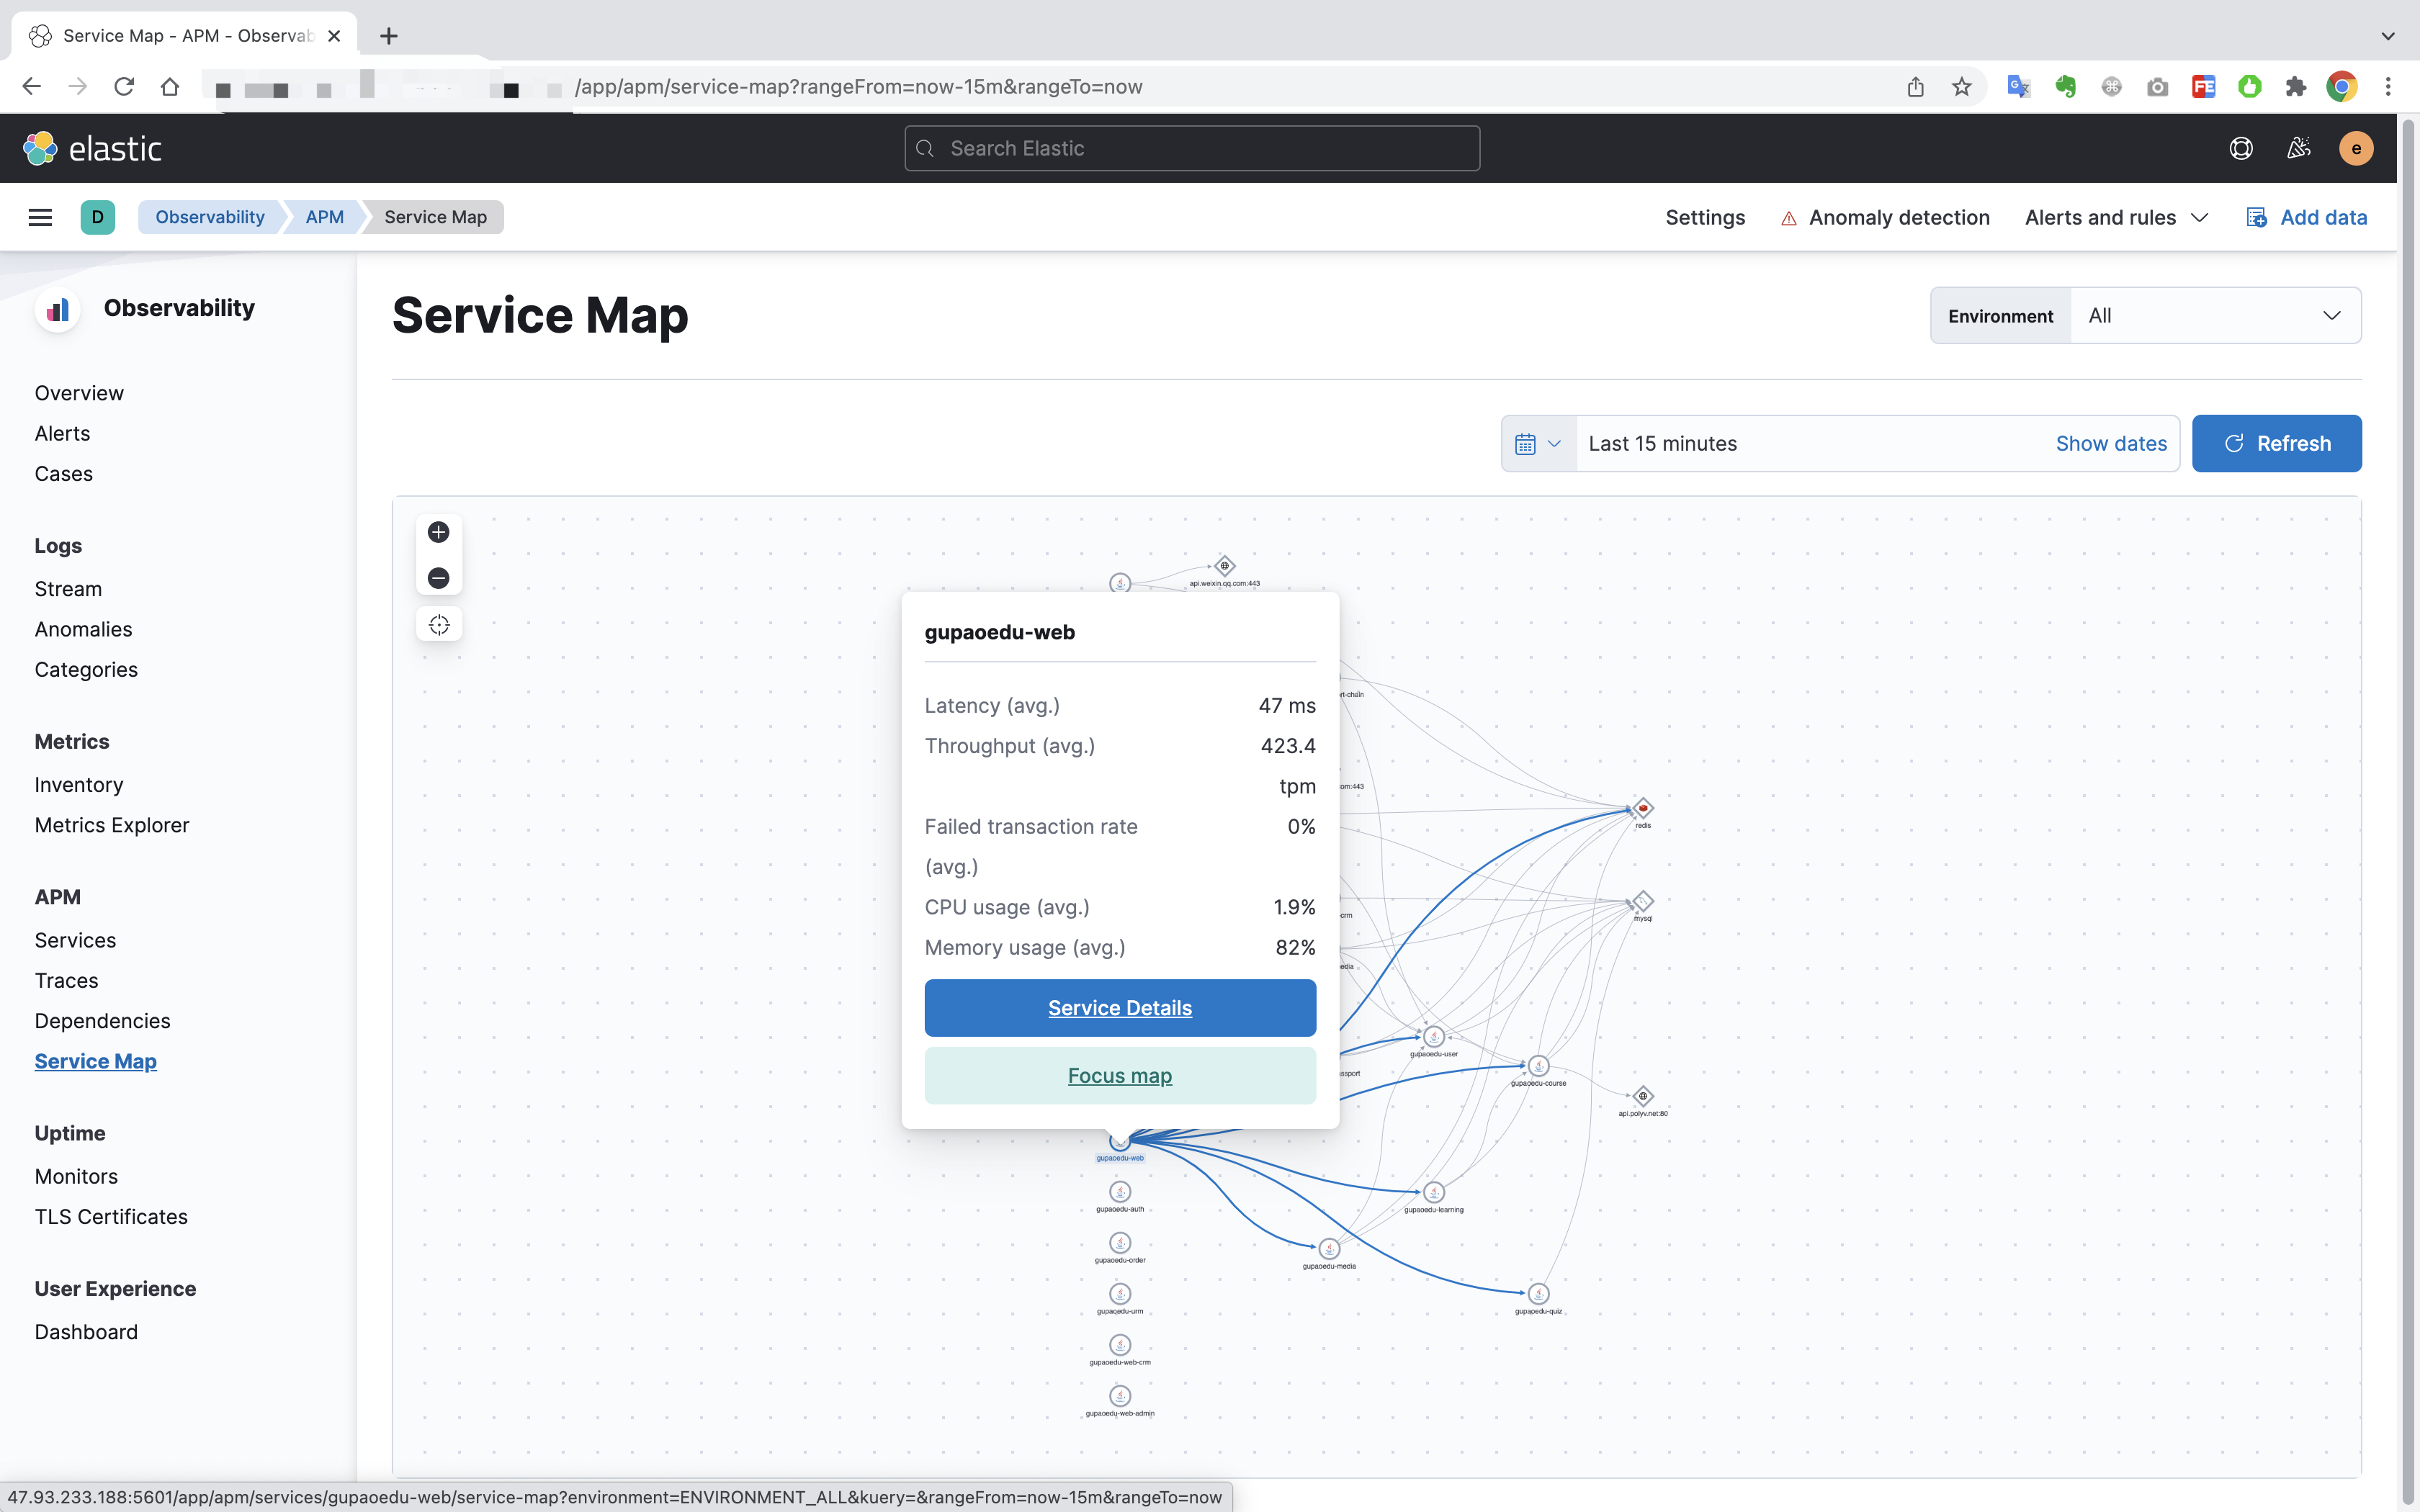 Service Map - APM - Observab
/app/apm/service-map?rangeFrom=now-15m&rangeTo=now
elastic
Search Elastic
e
D
Observability
APM
Service Map
Settings
Anomaly detection
Alerts and rules
Add data
Observability
Overview
Alerts
Cases
Logs
Stream
Anomalies
Categories
Metrics
Inventory
Metrics Explorer
APM
Services
Traces
Dependencies
Service Map
Uptime
Monitors
TLS Certificates
User Experience
Dashboard
Service Map
Environment
All
Last 15 minutes
Show dates
Refresh
api.weixin.qq.com:443
gupaoedu-web
Latency (avg.) 47 ms
Throughput (avg.) 423.4
tpm
Failed transaction rate 0%
(avg.)
CPU usage (avg.) 1.9%
Memory usage (avg.) 82%
Service Details
Focus map
rt-chain
om:443
redis
crm
mysql
edia
gupaoedu-user
ssport
gupaoedu-course
api.polyv.net:80
gupaoedu-web
gupaoedu-learning
gupaoedu-auth
gupaoedu-order
gupaoedu-media
gupaoedu-urm
gupaoedu-quiz
gupaoedu-web-crm
gupaoedu-web-admin
47.93.233.188:5601/app/apm/services/gupaoedu-web/service-map?environment=ENVIRONMENT_ALL&kuery=&rangeFrom=now-15m&rangeTo=now